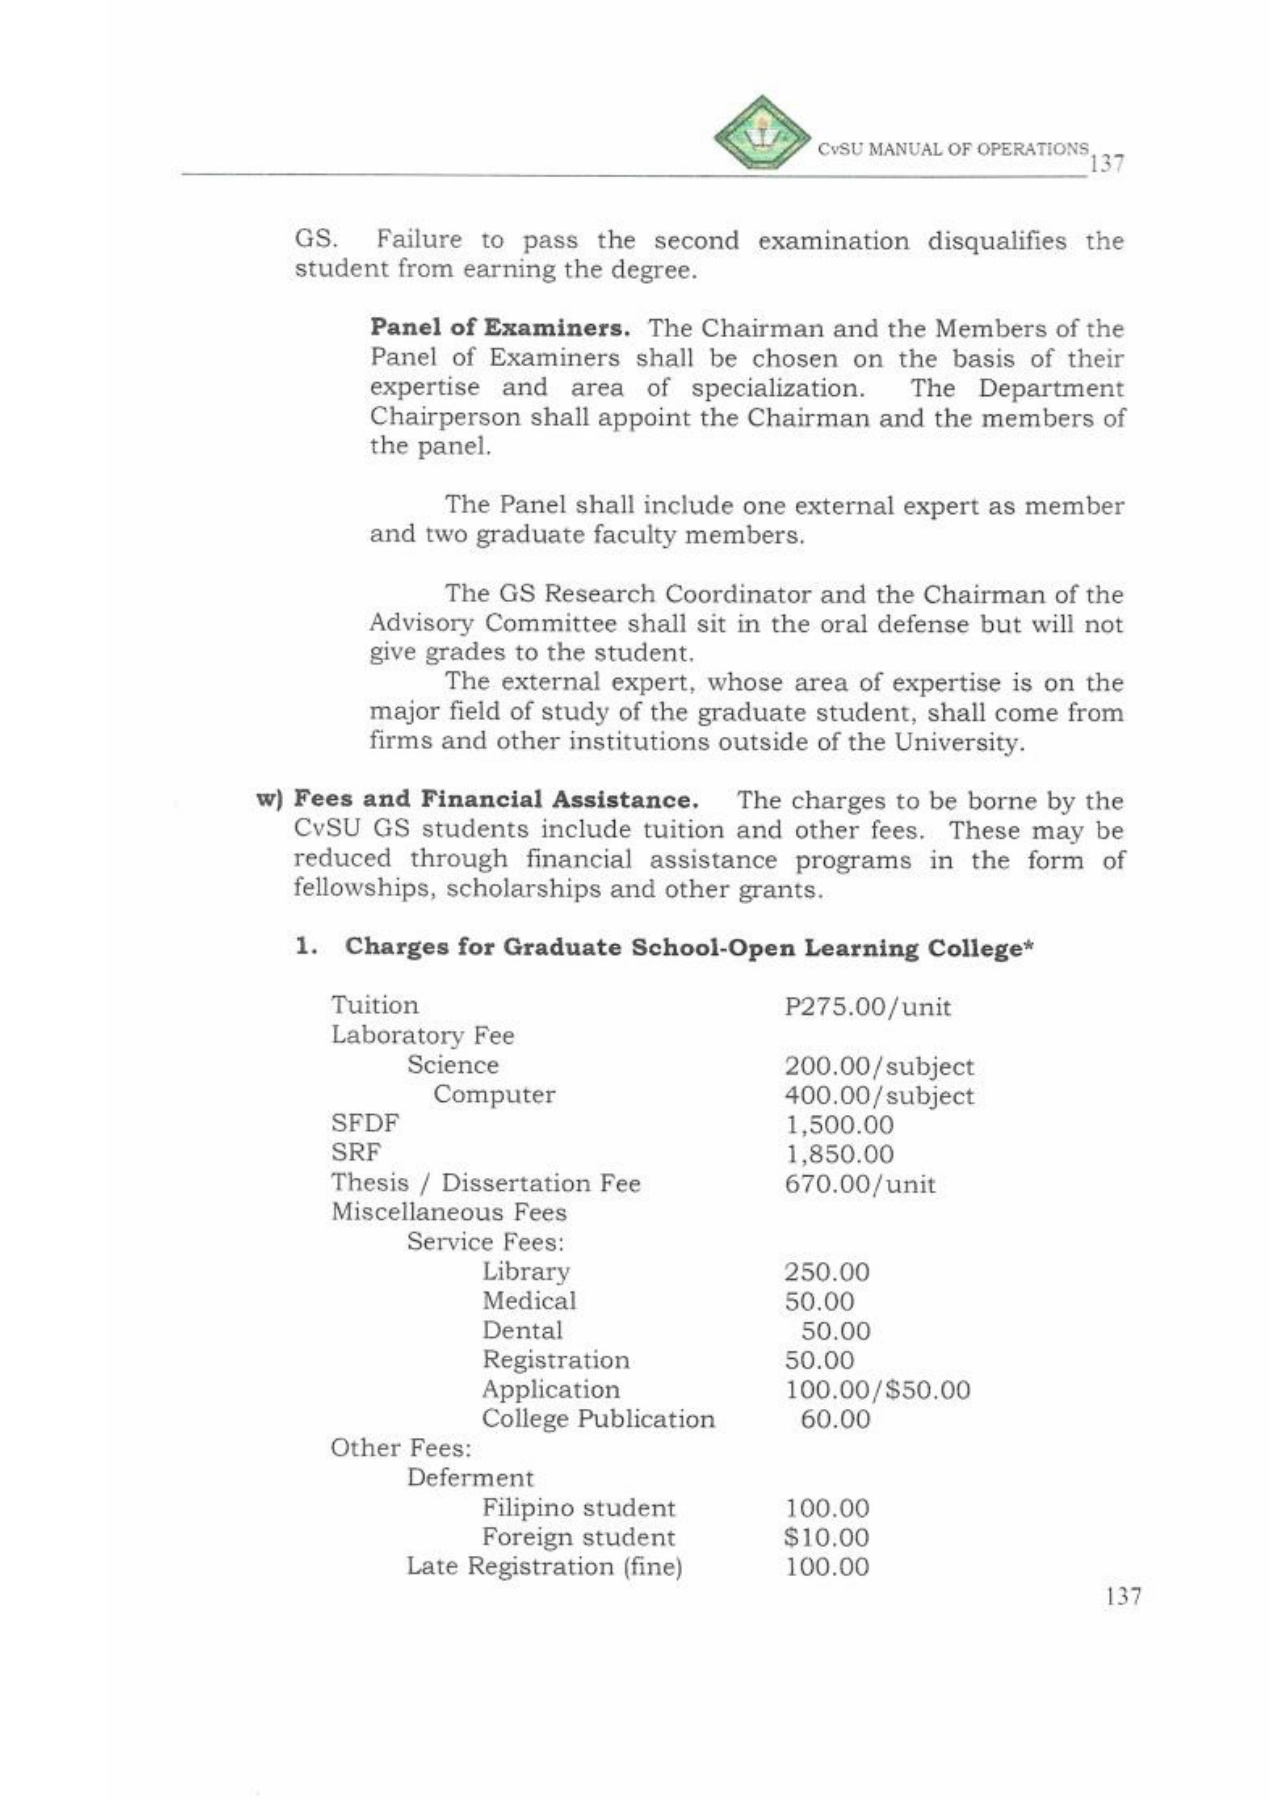 CvSU MANUAL OF OPERATIONS
137
GS. Failure to pass the second examination disqualifies the
student from earning the degree.
Panel of Examiners. The Chairman and the Members of the
Panel of Examiners shall be chosen on the basis of their
expertise and area of specialization. The Department
Chairperson shall appoint the Chairman and the members of
the panel.
The Panel shall include one external expert as member
and two graduate faculty members.
The GS Research Coordinator and the Chairman of the
Advisory Committee shall sit in the oral defense but will not
give grades to the student.
The external expert, whose area of expertise is on the
major field of study of the graduate student, shall come from
firms and other institutions outside of the University.
w) Fees and Financial Assistance. The charges to be borne by the
CvSU GS students include tuition and other fees. These may be
reduced through financial assistance programs in the form of
fellowships, scholarships and other grants.
1. Charges for Graduate School-Open Learning College*
Tuition P275.00/unit
Laboratory Fee
Science 200.00/subject
Computer 400.00/subject
SFDF 1,500.00
SRF 1,850.00
Thesis / Dissertation Fee 670.00/unit
Miscellaneous Fees
Service Fees:
Library 250.00
Medical 50.00
Dental 50.00
Registration 50.00
Application 100.00/$50.00
College Publication 60.00
Other Fees:
Deferment
Filipino student 100.00
Foreign student $10.00
Late Registration (fine) 100.00
137